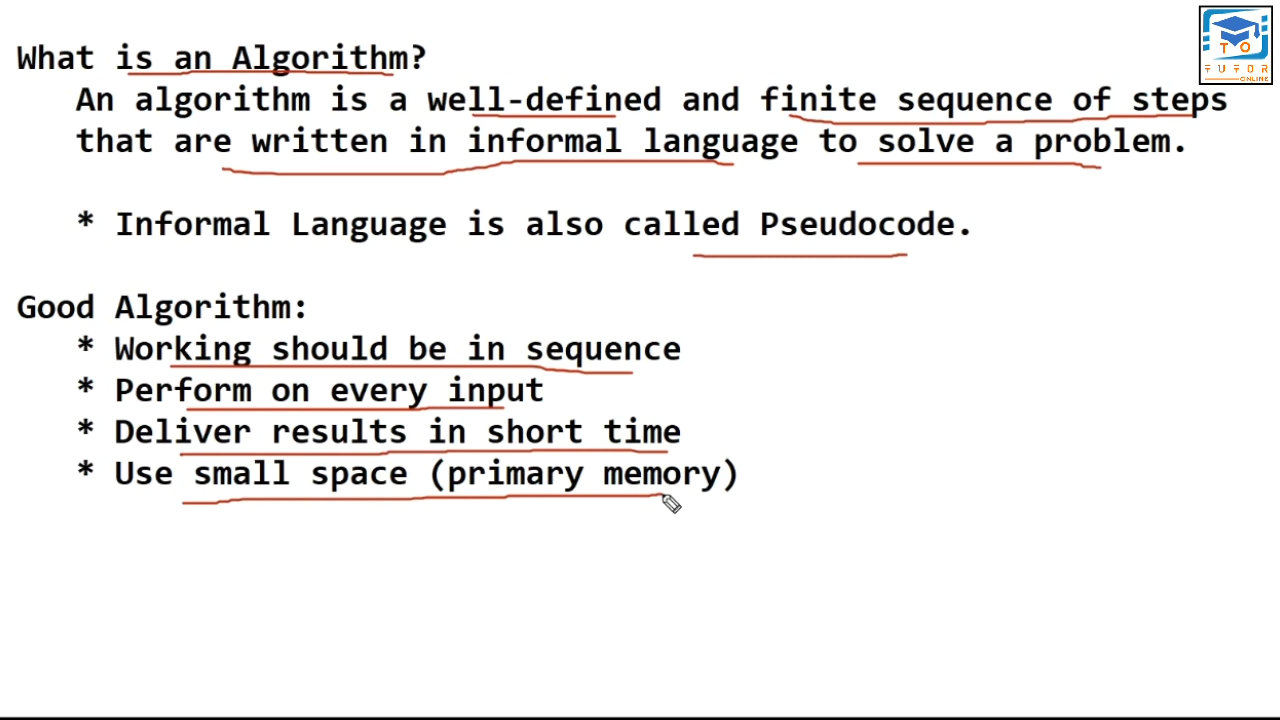 What is an Algorithm?
An algorithm is a well-defined and finite sequence of steps
that are written in informal language to solve a problem.
* Informal Language is also called Pseudocode.
Good Algorithm:
* Working should be in sequence
* Perform on every input
* Deliver results in short time
* Use small space (primary memory)
TO
TUTOR
ONLINE